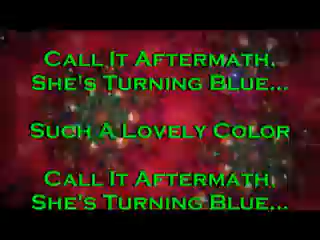 Call It Aftermath,
She's Turning Blue...
Such A Lovely Color
Call It Aftermath,
She's Turning Blue...